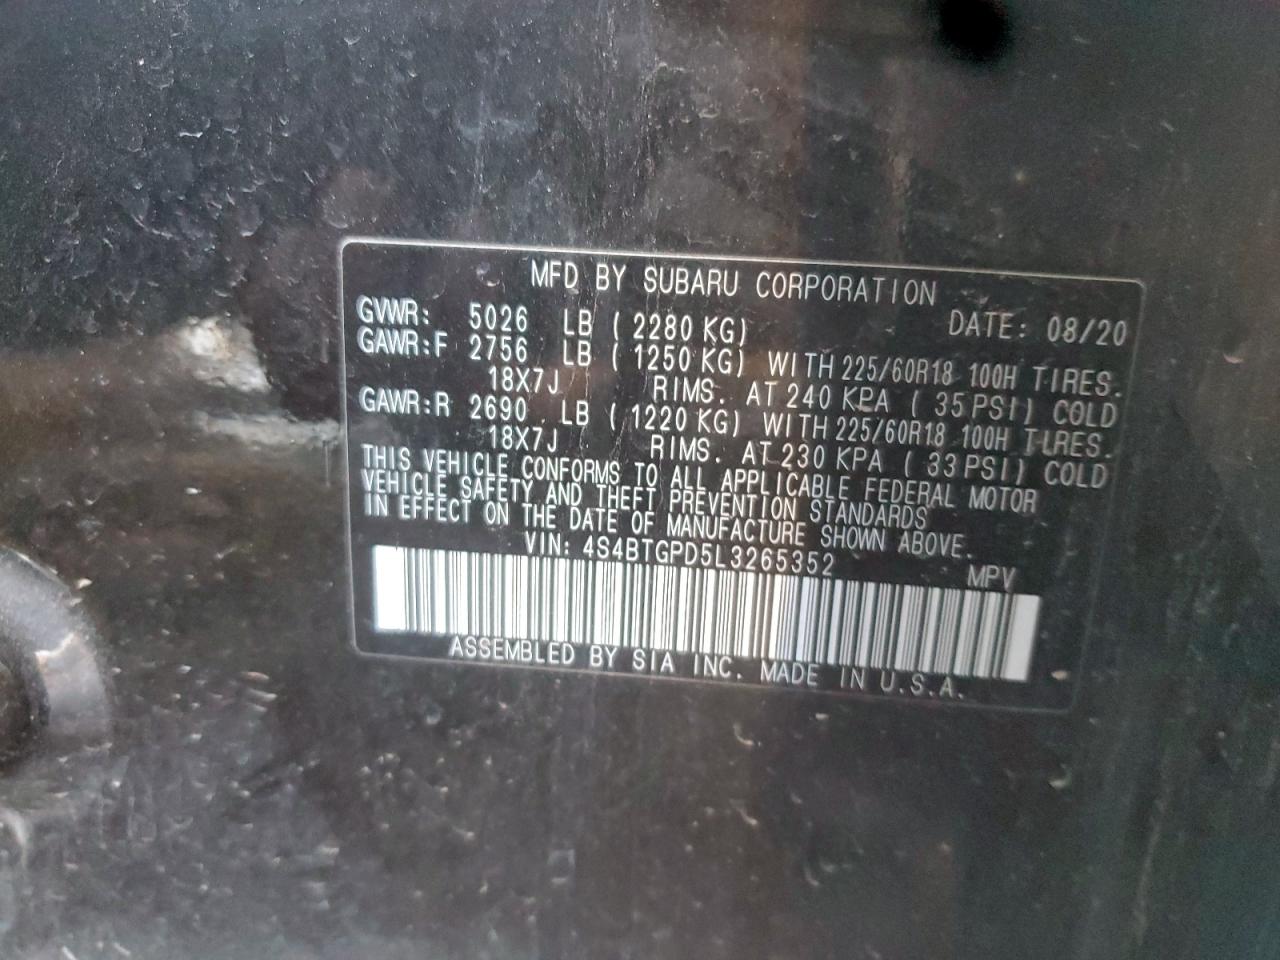 MFD BY SUBARU CORPORATION
GVWR: 5026 LB (2280 KG) DATE: 08/20
GAWR:F 2756 LB (1250 KG) WITH 225/60R18 100H TIRES.
18X7J RIMS. AT 240 KPA (35 PSI) COLD
GAWR:R 2690 LB (1220 KG) WITH 225/60R18 100H TIRES.
18X7J RIMS. AT 230 KPA (33 PSI) COLD
THIS VEHICLE CONFORMS TO ALL APPLICABLE FEDERAL MOTOR
VEHICLE SAFETY AND THEFT PREVENTION STANDARDS
IN EFFECT ON THE DATE OF MANUFACTURE SHOWN ABOVE.
VIN: 4S4BTGPD5L3265352 MPV
ASSEMBLED BY SIA INC. MADE IN U.S.A.